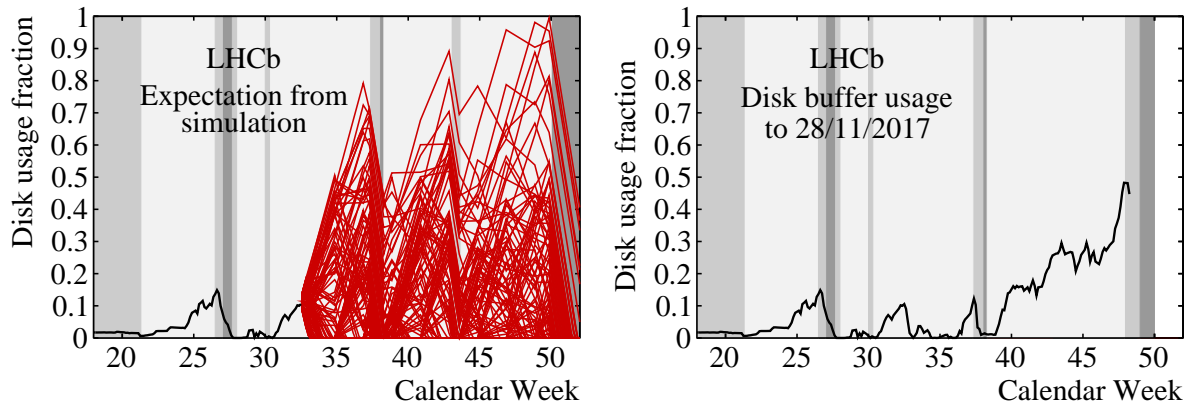 1
0.9
0.8
0.7
0.6
0.5
0.4
0.3
0.2
0.1
0
Disk usage fraction
LHCb
Expectation from
simulation
20 25 30 35 40 45 50
Calendar Week
1
0.9
0.8
0.7
0.6
0.5
0.4
0.3
0.2
0.1
0
Disk usage fraction
LHCb
Disk buffer usage
to 28/11/2017
20 25 30 35 40 45 50
Calendar Week